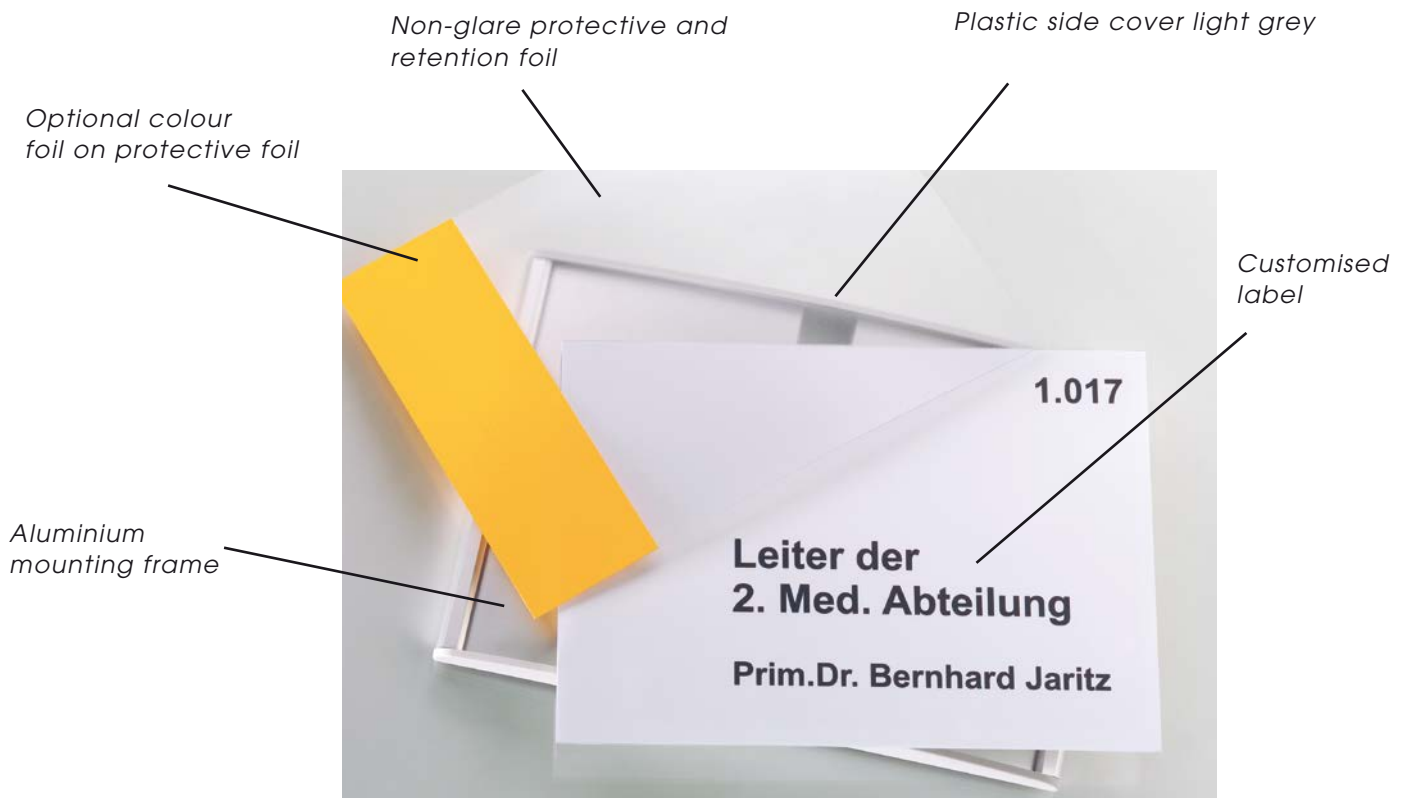 Non-glare protective and
retention foil
Plastic side cover light grey
Optional colour
foil on protective foil
Customised
label
1.017
Leiter der
2. Med. Abteilung
Prim.Dr. Bernhard Jaritz
Aluminium
mounting frame